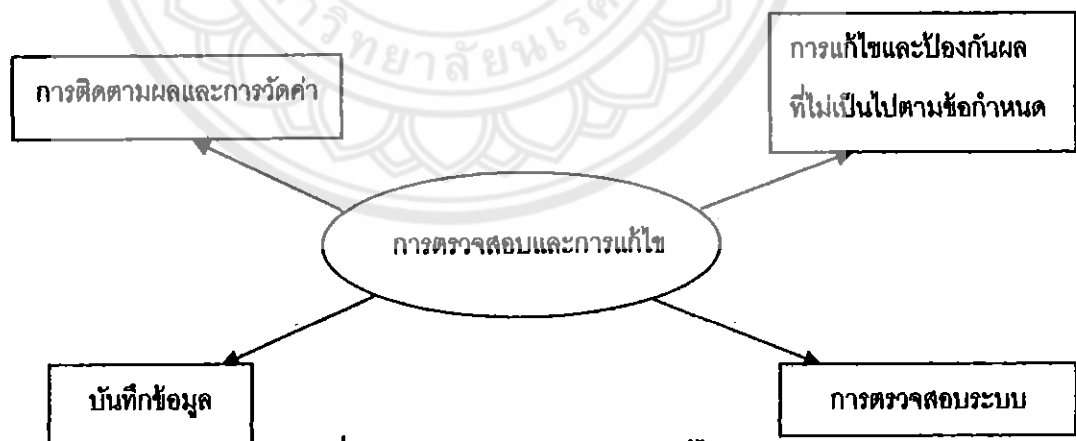 การติดตามผลและการวัดค่า
การแก้ไขและป้องกันผล
ที่ไม่เป็นไปตามข้อกำหนด
การตรวจสอบและการแก้ไข
บันทึกข้อมูล
การตรวจสอบระบบ